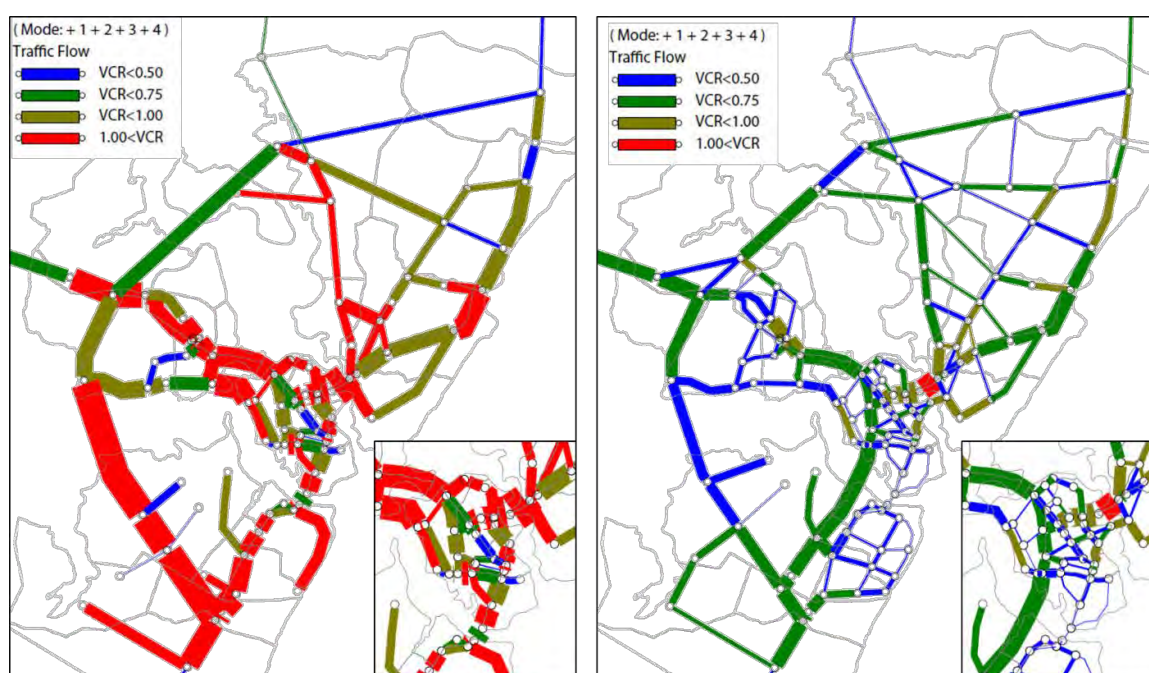 ( Mode: + 1 + 2 + 3 + 4 )
Traffic Flow
VCR<0.50
VCR<0.75
VCR<1.00
1.00<VCR
( Mode: + 1 + 2 + 3 + 4 )
Traffic Flow
VCR<0.50
VCR<0.75
VCR<1.00
1.00<VCR